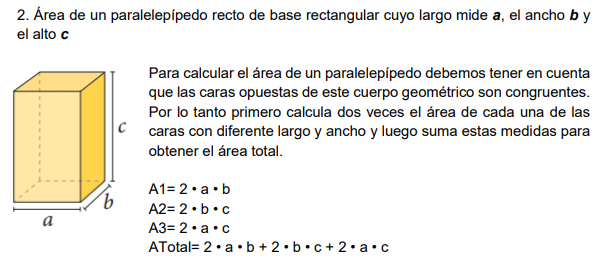 2. Área de un paralelepípedo recto de base rectangular cuyo largo mide a, el ancho b y
el alto c
Para calcular el área de un paralelepípedo debemos tener en cuenta
que las caras opuestas de este cuerpo geométrico son congruentes.
Por lo tanto primero calcula dos veces el área de cada una de las
caras con diferente largo y ancho y luego suma estas medidas para
obtener el área total.
c
b
a
A1= 2 • a • b
A2= 2 • b • c
A3= 2 • a • c
ATotal= 2 • a • b + 2 • b • c + 2 • a • c